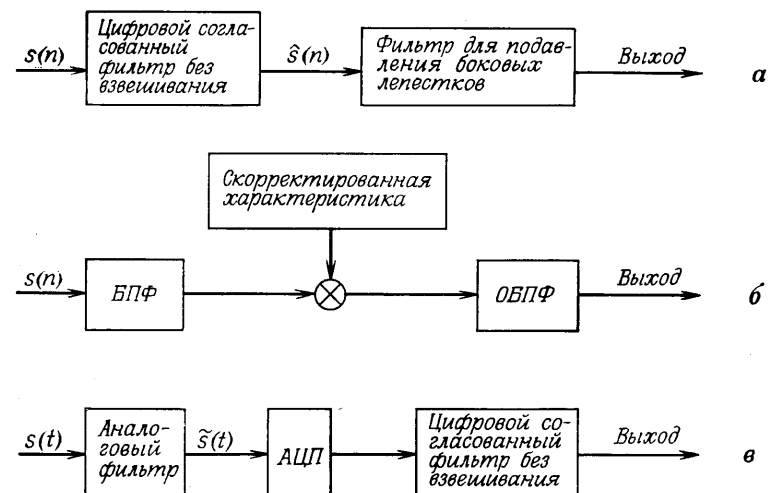 s(n)
Цифровой согла-
сованный
фильтр без
взвешивания
ŝ(n)
Фильтр для подав-
ления боковых
лепестков
Выход
а
Скорректированная
характеристика
s(n)
БПФ
ОБПФ
Выход
б
s(t)
Анало-
говый
фильтр
s̃(t)
АЦП
Цифровой со-
гласованный
фильтр без
взвешивания
Выход
в